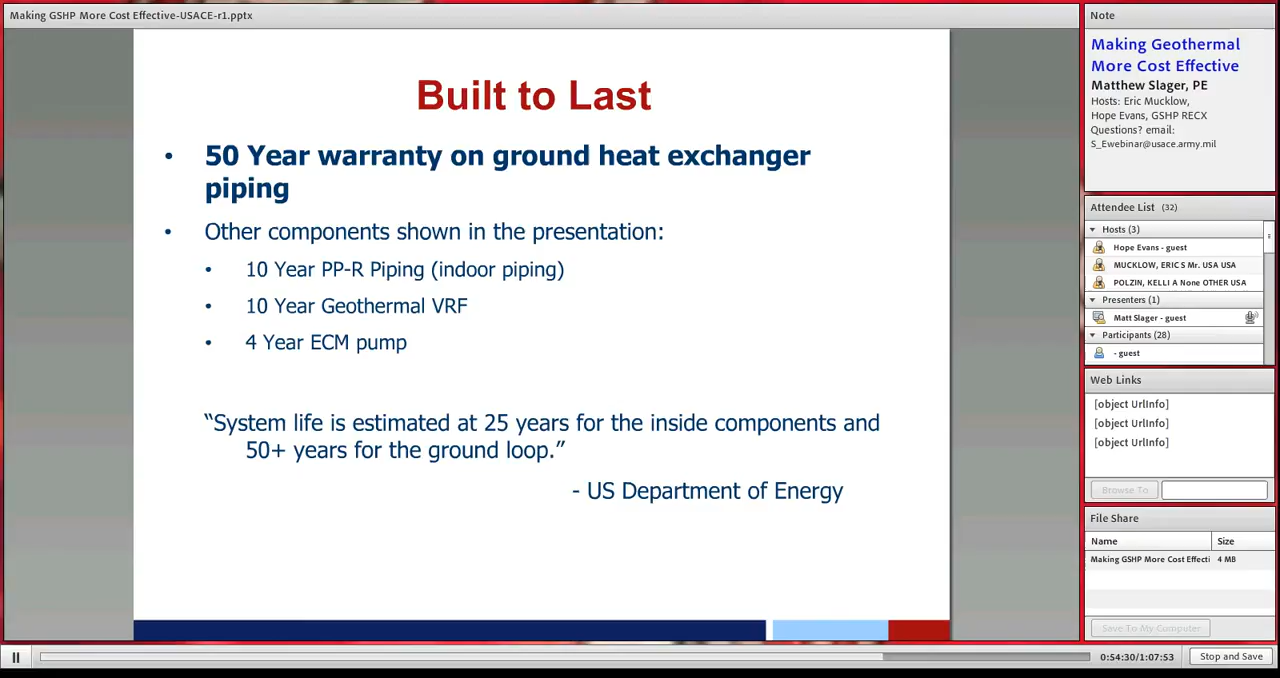 Making GSHP More Cost Effective-USACE-r1.pptx
Built to Last
• 50 Year warranty on ground heat exchanger
piping
• Other components shown in the presentation:
• 10 Year PP-R Piping (indoor piping)
• 10 Year Geothermal VRF
• 4 Year ECM pump
“System life is estimated at 25 years for the inside components and
50+ years for the ground loop.”
- US Department of Energy
Note
Making Geothermal
More Cost Effective
Matthew Slager, PE
Hosts: Eric Mucklow,
Hope Evans, GSHP RECX
Questions? email:
S_Ewebinar@usace.army.mil
Attendee List (32)
Hosts (3)
Hope Evans - guest
MUCKLOW, ERIC S Mr. USA USA
POLZIN, KELLI A None OTHER USA
Presenters (1)
Matt Slager - guest
Participants (28)
- guest
Web Links
[object UrlInfo]
[object UrlInfo]
[object UrlInfo]
Browse To
File Share
Name Size
Making GSHP More Cost Effecti 4 MB
Save To My Computer
0:54:30/1:07:53 Stop and Save